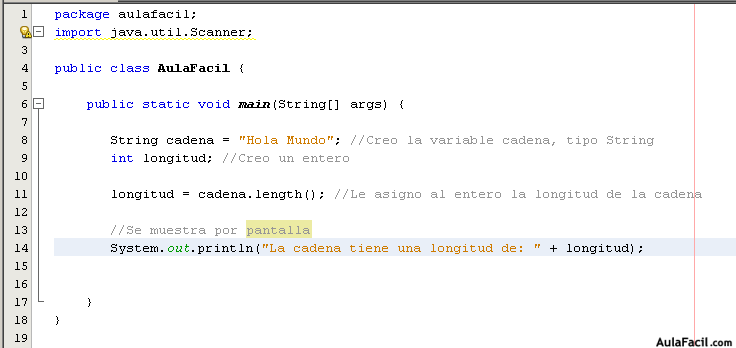 1 package aulafacil;
2 import java.util.Scanner;
3
4 public class AulaFacil {
5
6 public static void main(String[] args) {
7
8 String cadena = "Hola Mundo"; //Creo la variable cadena, tipo String
9 int longitud; //Creo un entero
10
11 longitud = cadena.length(); //Le asigno al entero la longitud de la cadena
12
13 //Se muestra por pantalla
14 System.out.println("La cadena tiene una longitud de: " + longitud);
15
16
17 }
18 }
19
AulaFacil.com